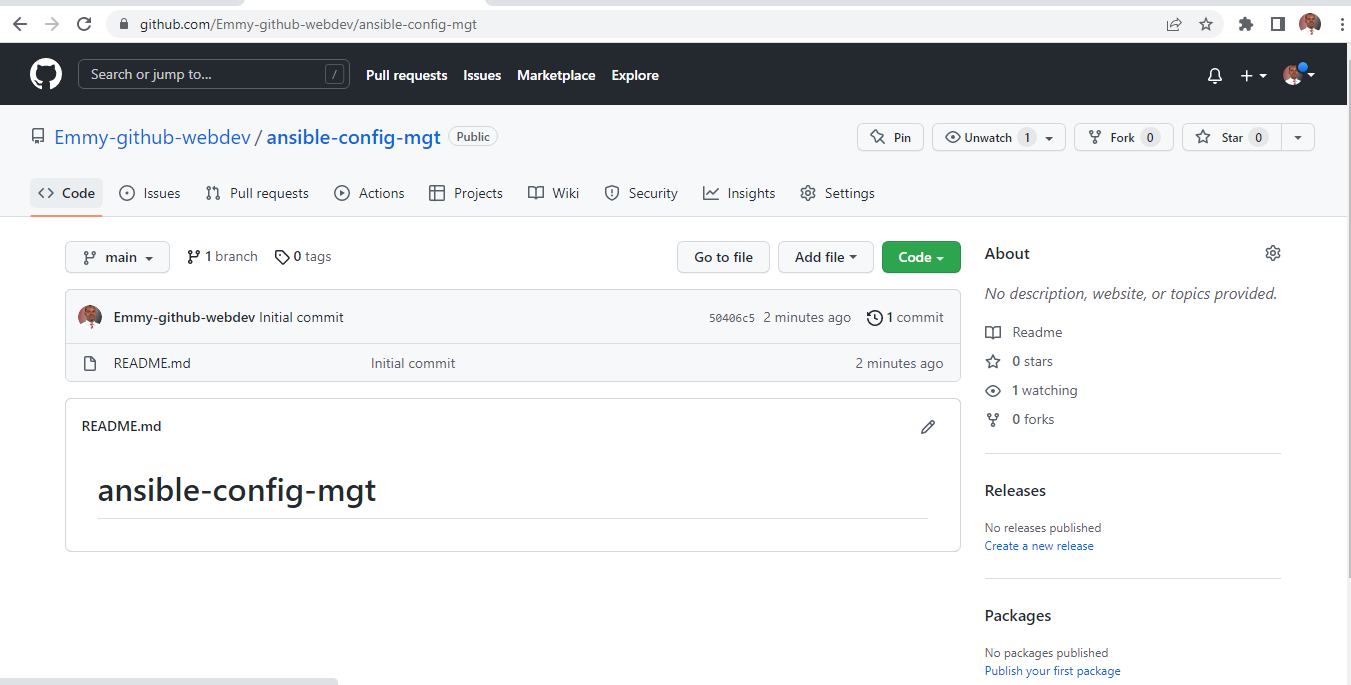 github.com/Emmy-github-webdev/ansible-config-mgt
Search or jump to... / Pull requests Issues Marketplace Explore
Emmy-github-webdev / ansible-config-mgt Public Pin Unwatch 1 Fork 0 Star 0
Code Issues Pull requests Actions Projects Wiki Security Insights Settings
main 1 branch 0 tags Go to file Add file Code
Emmy-github-webdev Initial commit 50406c5 2 minutes ago 1 commit
README.md Initial commit 2 minutes ago
README.md
ansible-config-mgt
About
No description, website, or topics provided.
Readme
0 stars
1 watching
0 forks
Releases
No releases published
Create a new release
Packages
No packages published
Publish your first package